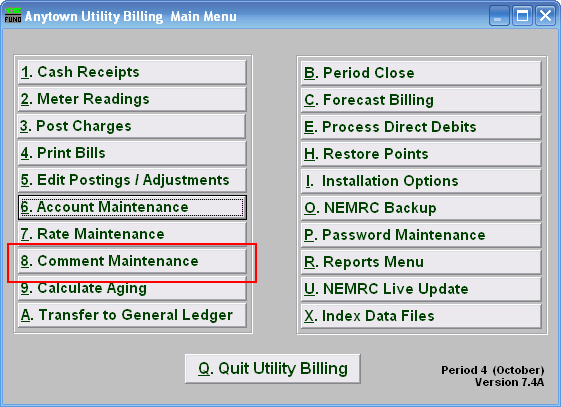 Anytown Utility Billing Main Menu
1. Cash Receipts
2. Meter Readings
3. Post Charges
4. Print Bills
5. Edit Postings / Adjustments
6. Account Maintenance
7. Rate Maintenance
8. Comment Maintenance
9. Calculate Aging
A. Transfer to General Ledger
B. Period Close
C. Forecast Billing
E. Process Direct Debits
H. Restore Points
I. Installation Options
O. NEMRC Backup
P. Password Maintenance
R. Reports Menu
U. NEMRC Live Update
X. Index Data Files
Q. Quit Utility Billing
Period 4 (October)
Version 7.4A